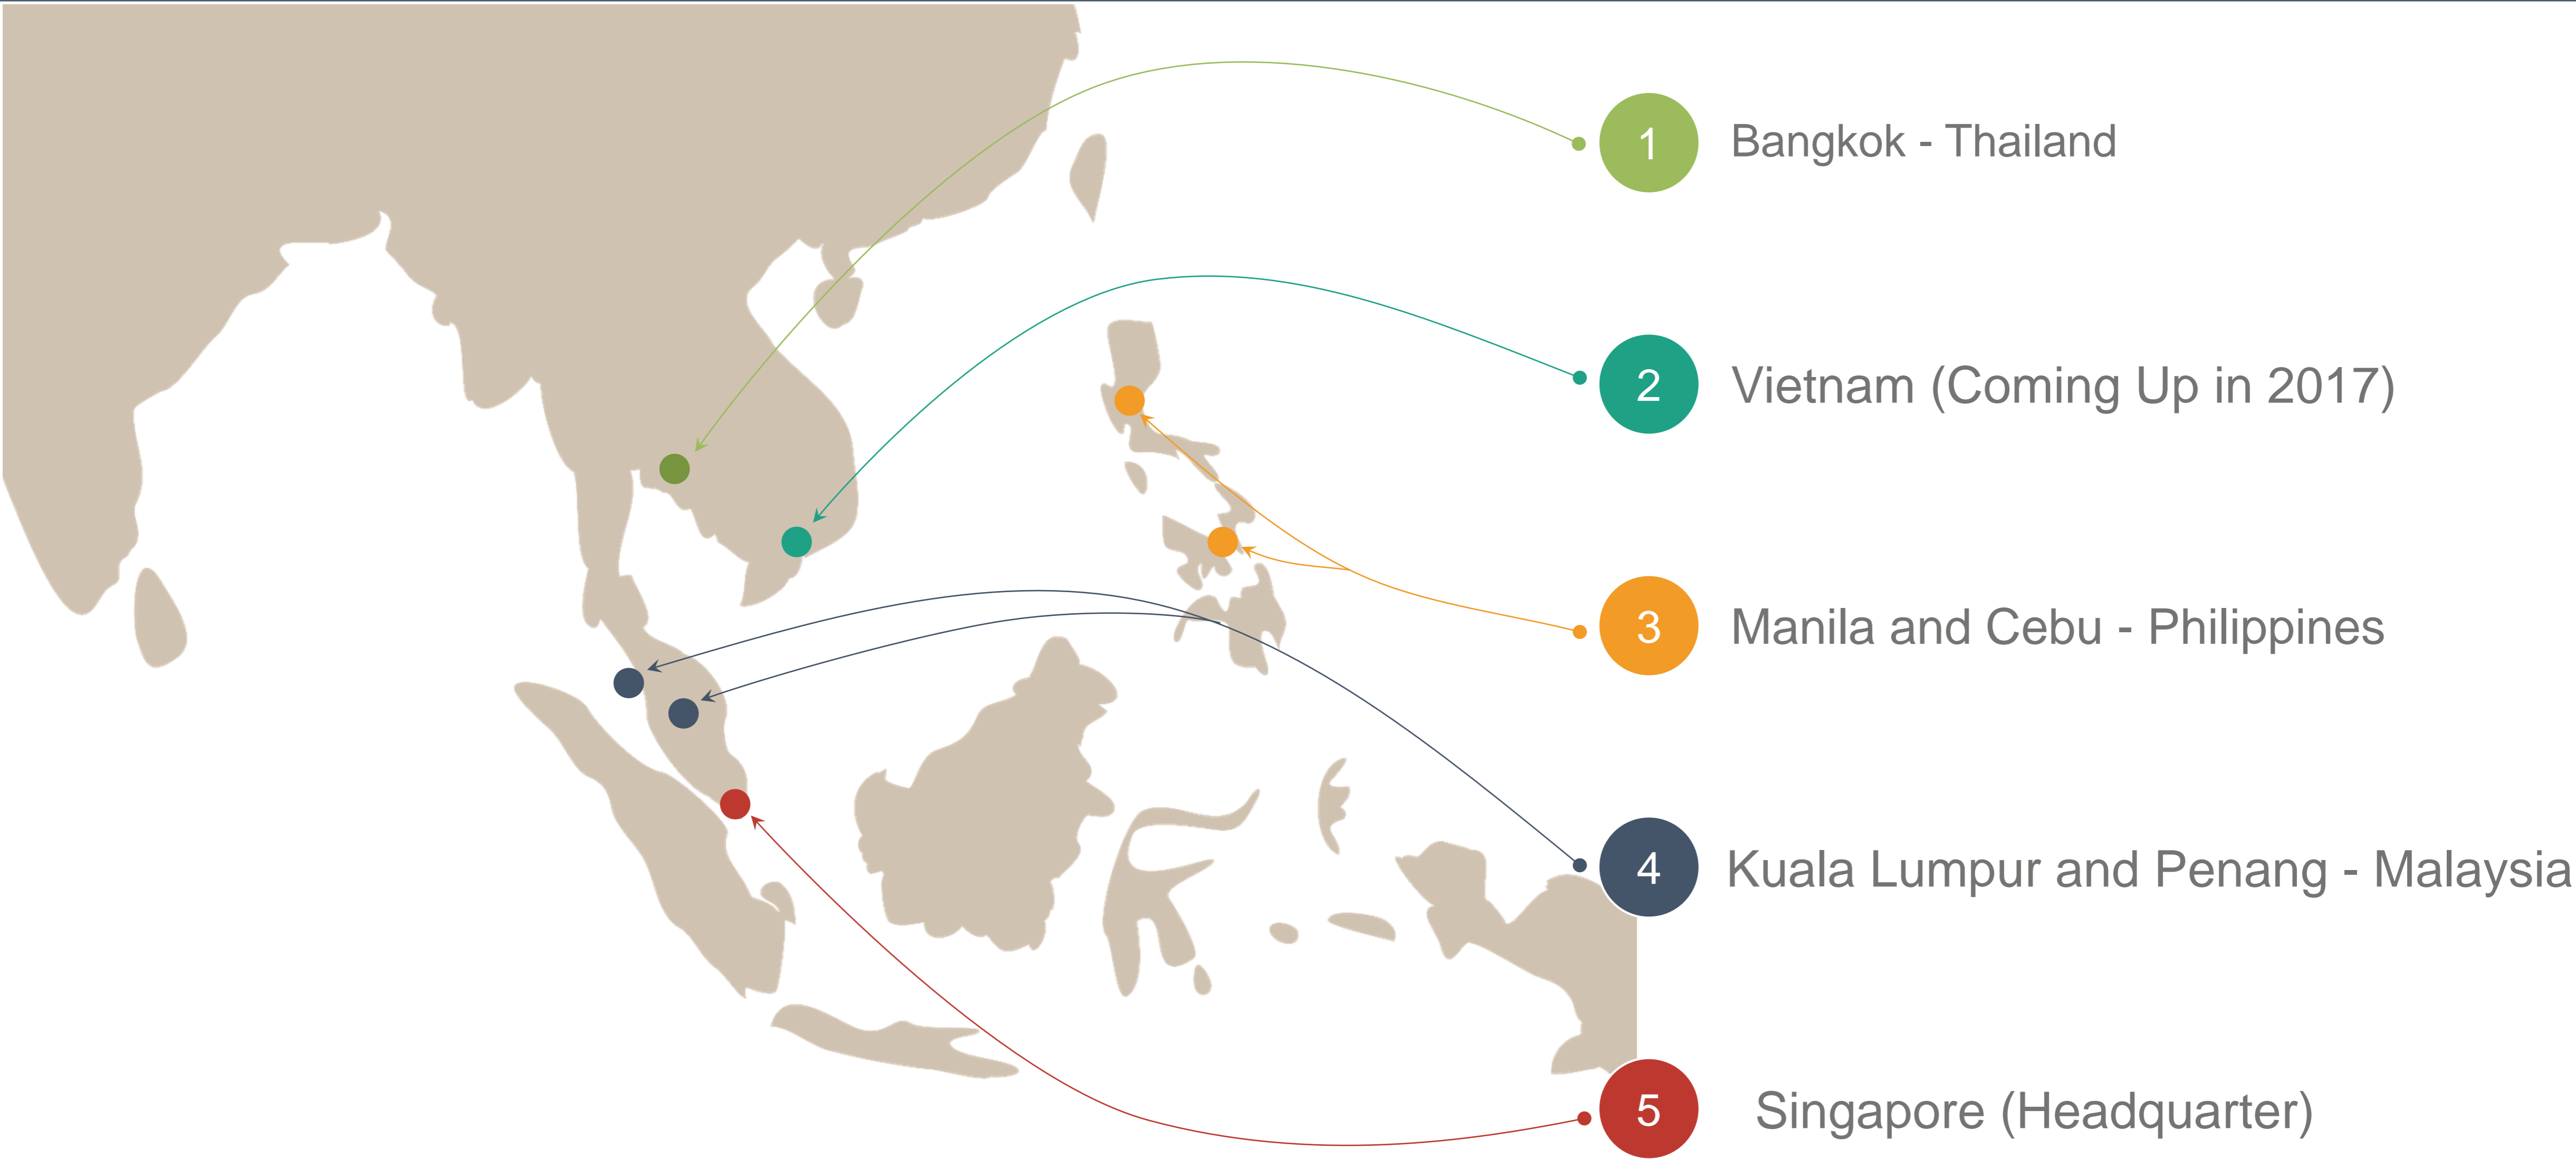 1 Bangkok - Thailand
2 Vietnam (Coming Up in 2017)
3 Manila and Cebu - Philippines
4 Kuala Lumpur and Penang - Malaysia
5 Singapore (Headquarter)